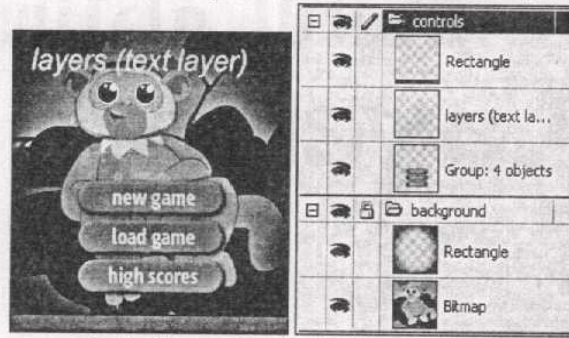 layers (text layer)
new game
load game
high scores
controls
Rectangle
layers (text la...
Group: 4 objects
background
Rectangle
Bitmap